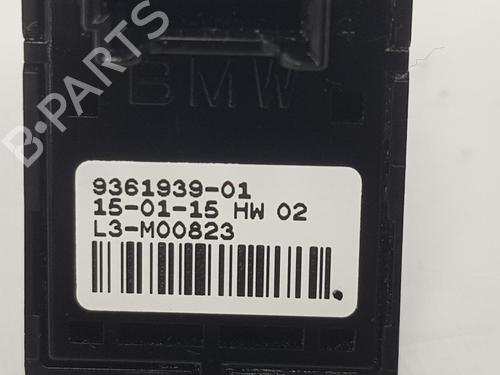 BMW
9361939-01
15-01-15 HW 02
L3-M00823
B-PARTS